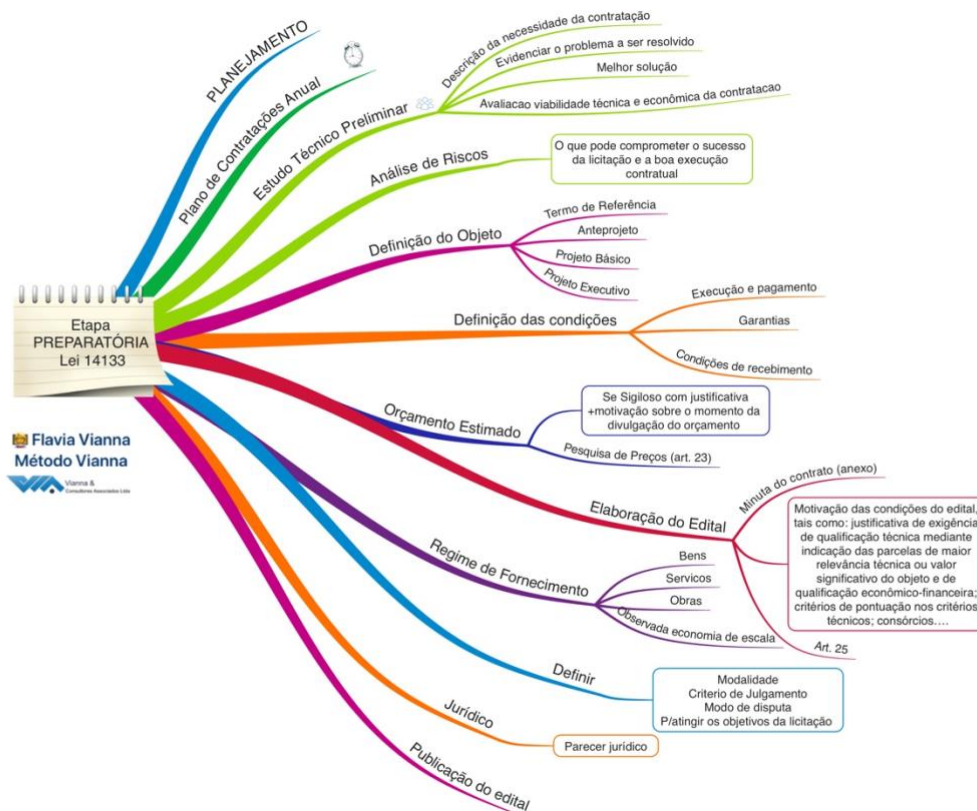 PLANEJAMENTO
Plano de Contratações Anual
Estudo Técnico Preliminar
Descrição da necessidade da contratação
Evidenciar o problema a ser resolvido
Melhor solução
Avaliacao viabilidade técnica e econômica da contratacao
Análise de Riscos
O que pode comprometer o sucesso
da licitação e a boa execução
contratual
Definição do Objeto
Termo de Referência
Anteprojeto
Projeto Básico
Projeto Executivo
Etapa
PREPARATÓRIA
Lei 14133
Definição das condições
Execução e pagamento
Garantias
Condições de recebimento
Orçamento Estimado
Se Sigiloso com justificativa
+motivação sobre o momento da
divulgação do orçamento
Pesquisa de Preços (art. 23)
Flavia Vianna
Método Vianna
Vianna &
Consultores Associados Ltda
Elaboração do Edital
Minuta do contrato (anexo)
Motivação das condições do edital,
tais como: justificativa de exigência
de qualificação técnica mediante
indicação das parcelas de maior
relevância técnica ou valor
significativo do objeto e de
qualificação econômico-financeira;
critérios de pontuação nos critérios
técnicos; consórcios....
Art. 25
Regime de Fornecimento
Bens
Servicos
Obras
Observada economia de escala
Definir
Modalidade
Criterio de Julgamento
Modo de disputa
P/atingir os objetivos da licitação
Jurídico
Parecer jurídico
Publicação do edital